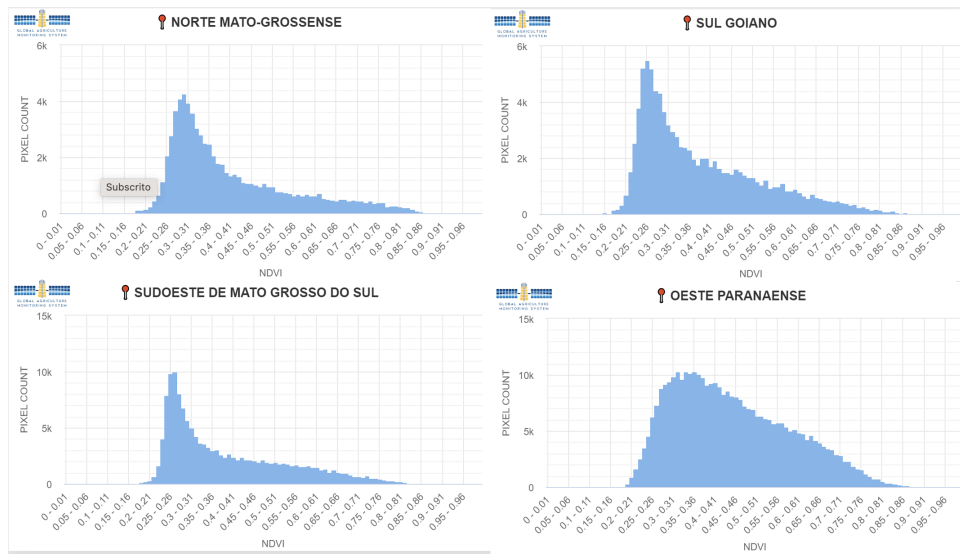 GLOBAL AGRICULTURE
MONITORING SYSTEM
NORTE MATO-GROSSENSE
6k
4k
2k
0
PIXEL COUNT
Subscrito
0 - 0.01
0.05 - 0.06
0.1 - 0.11
0.15 - 0.16
0.2 - 0.21
0.25 - 0.26
0.3 - 0.31
0.35 - 0.36
0.4 - 0.41
0.45 - 0.46
0.5 - 0.51
0.55 - 0.56
0.6 - 0.61
0.65 - 0.66
0.7 - 0.71
0.75 - 0.76
0.8 - 0.81
0.85 - 0.86
0.9 - 0.91
0.95 - 0.96
NDVI
GLOBAL AGRICULTURE
MONITORING SYSTEM
SUL GOIANO
6k
4k
2k
0
PIXEL COUNT
0 - 0.01
0.05 - 0.06
0.1 - 0.11
0.15 - 0.16
0.2 - 0.21
0.25 - 0.26
0.3 - 0.31
0.35 - 0.36
0.4 - 0.41
0.45 - 0.46
0.5 - 0.51
0.55 - 0.56
0.6 - 0.61
0.65 - 0.66
0.7 - 0.71
0.75 - 0.76
0.8 - 0.81
0.85 - 0.86
0.9 - 0.91
0.95 - 0.96
NDVI
GLOBAL AGRICULTURE
MONITORING SYSTEM
SUDOESTE DE MATO GROSSO DO SUL
15k
10k
5k
0
PIXEL COUNT
0 - 0.01
0.05 - 0.06
0.1 - 0.11
0.15 - 0.16
0.2 - 0.21
0.25 - 0.26
0.3 - 0.31
0.35 - 0.36
0.4 - 0.41
0.45 - 0.46
0.5 - 0.51
0.55 - 0.56
0.6 - 0.61
0.65 - 0.66
0.7 - 0.71
0.75 - 0.76
0.8 - 0.81
0.85 - 0.86
0.9 - 0.91
0.95 - 0.96
NDVI
GLOBAL AGRICULTURE
MONITORING SYSTEM
OESTE PARANAENSE
15k
10k
5k
0
PIXEL COUNT
0 - 0.01
0.05 - 0.06
0.1 - 0.11
0.15 - 0.16
0.2 - 0.21
0.25 - 0.26
0.3 - 0.31
0.35 - 0.36
0.4 - 0.41
0.45 - 0.46
0.5 - 0.51
0.55 - 0.56
0.6 - 0.61
0.65 - 0.66
0.7 - 0.71
0.75 - 0.76
0.8 - 0.81
0.85 - 0.86
0.9 - 0.91
0.95 - 0.96
NDVI